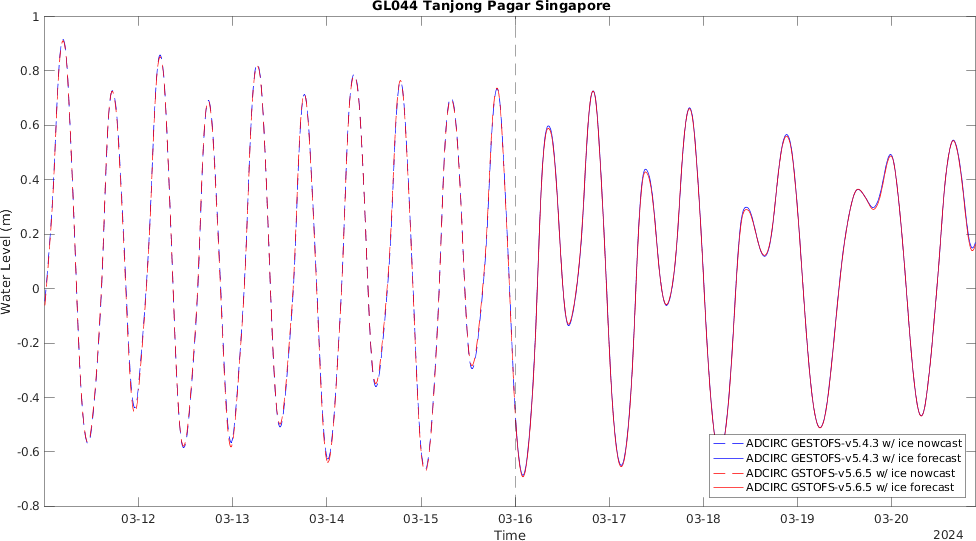 GL044 Tanjong Pagar Singapore
1
0.8
0.6
0.4
0.2
0
-0.2
-0.4
-0.6
-0.8
Water Level (m)
ADCIRC GESTOFS-v5.4.3 w/ ice nowcast
ADCIRC GESTOFS-v5.4.3 w/ ice forecast
ADCIRC GSTOFS-v5.6.5 w/ ice nowcast
ADCIRC GSTOFS-v5.6.5 w/ ice forecast
03-12 03-13 03-14 03-15 03-16 03-17 03-18 03-19 03-20
Time
2024